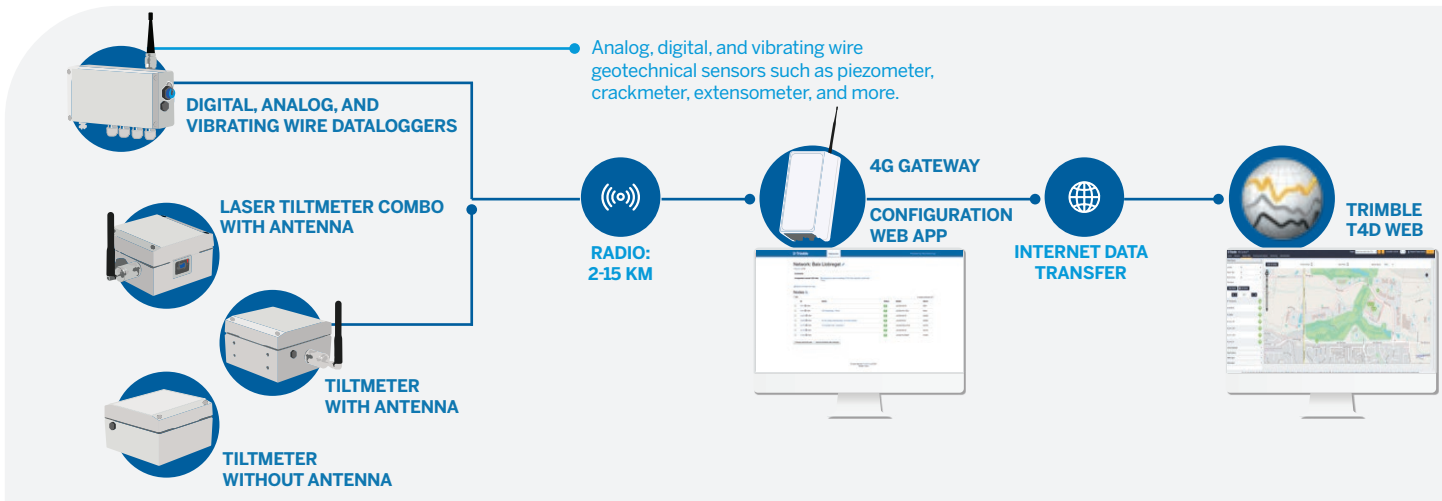 Analog, digital, and vibrating wire
geotechnical sensors such as piezometer,
crackmeter, extensometer, and more.
DIGITAL, ANALOG, AND
VIBRATING WIRE DATALOGGERS
LASER TILTMETER COMBO
WITH ANTENNA
TILTMETER
WITH ANTENNA
TILTMETER
WITHOUT ANTENNA
RADIO:
2-15 KM
4G GATEWAY
CONFIGURATION
WEB APP
INTERNET DATA
TRANSFER
TRIMBLE
T4D WEB